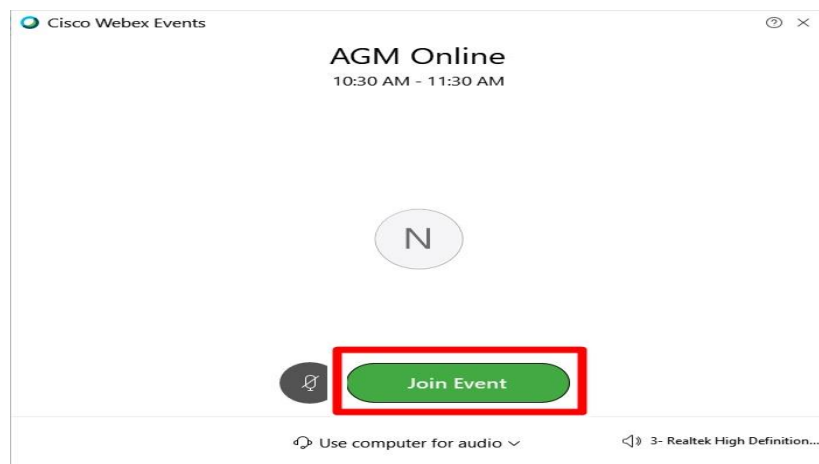 Cisco Webex Events
AGM Online
10:30 AM - 11:30 AM
N
Join Event
Use computer for audio
3- Realtek High Definition...